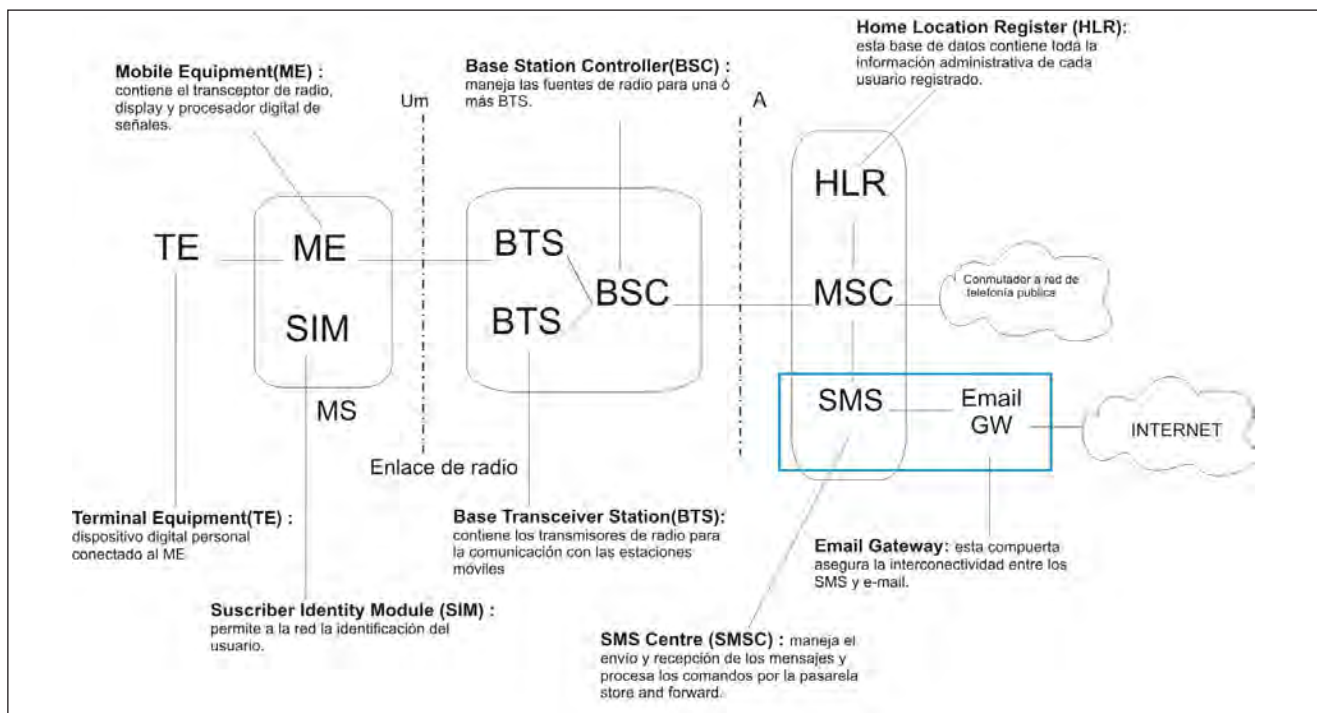 Home Location Register (HLR):
esta base de datos contiene toda la
información administrativa de cada
usuario registrado.
Mobile Equipment(ME) :
contiene el transceptor de radio,
display y procesador digital de
señales.
Base Station Controller(BSC) :
maneja las fuentes de radio para una ó
más BTS.
Um
A
HLR
TE
ME
BTS
BSC
MSC
Conmutador a red de
telefonía publica
SIM
BTS
MS
SMS
Email
GW
INTERNET
Enlace de radio
Terminal Equipment(TE) :
dispositivo digital personal
conectado al ME
Base Transceiver Station(BTS):
contiene los transmisores de radio para
la comunicación con las estaciones
móviles
Email Gateway: esta compuerta
asegura la interconectividad entre los
SMS y e-mail.
Suscriber Identity Module (SIM) :
permite a la red la identificación del
usuario.
SMS Centre (SMSC) : maneja el
envío y recepción de los mensajes y
procesa los comandos por la pasarela
store and forward.